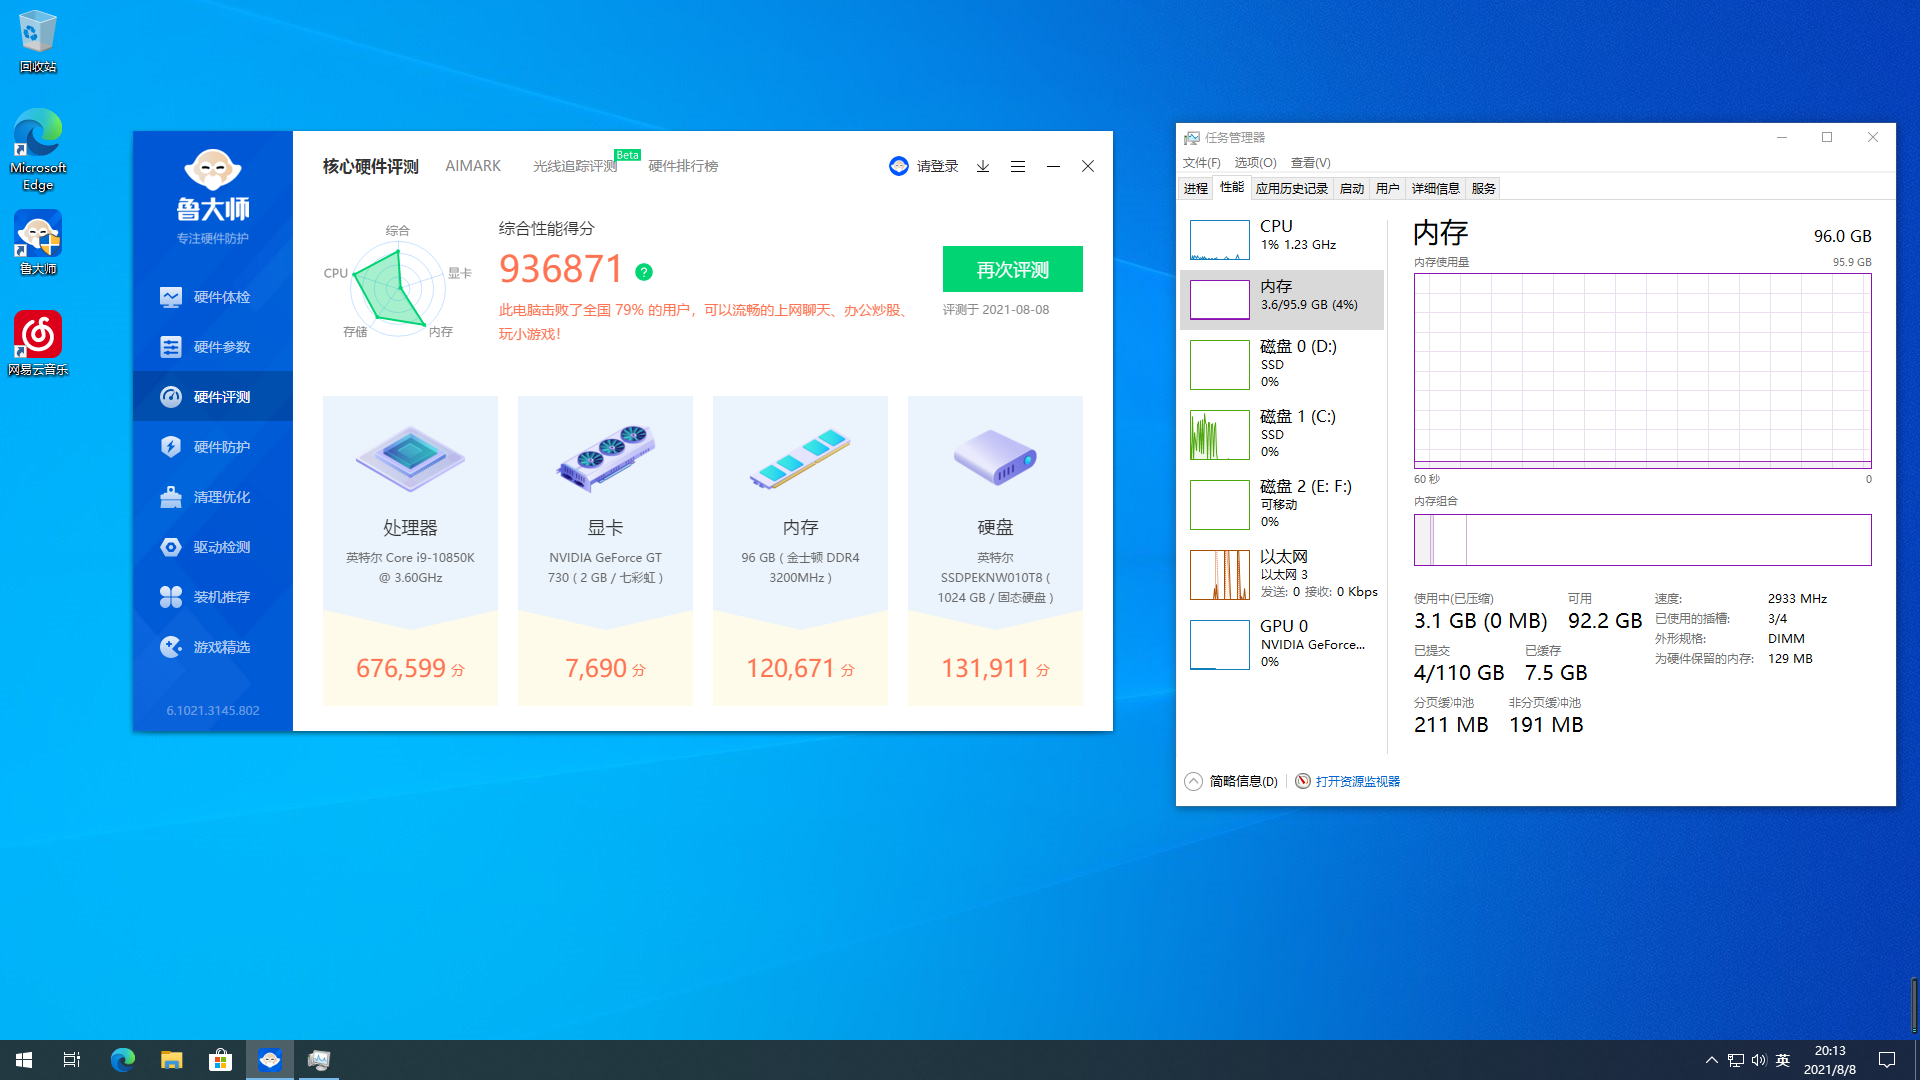 回收站
Microsoft
Edge
鲁大师
网易云音乐
鲁大师
专注硬件防护
硬件体检
硬件参数
硬件评测
硬件防护
清理优化
驱动检测
装机推荐
游戏精选
6.1021.3145.802
核心硬件评测 AIMARK 光线追踪评测 Beta 硬件排行榜
请登录
综合
CPU
显卡
存储
内存
综合性能得分
936871 ?
此电脑击败了全国 79% 的用户，可以流畅的上网聊天、办公炒股、
玩小游戏！
再次评测
评测于 2021-08-08
处理器
英特尔 Core i9-10850K
@ 3.60GHz
676,599 分
显卡
NVIDIA GeForce GT
730 ( 2 GB / 七彩虹 )
7,690 分
内存
96 GB ( 金士顿 DDR4
3200MHz )
120,671 分
硬盘
英特尔
SSDPEKNW010T8 (
1024 GB / 固态硬盘 )
131,911 分
任务管理器
文件(F) 选项(O) 查看(V)
进程 性能 应用历史记录 启动 用户 详细信息 服务
CPU
1% 1.23 GHz
内存
3.6/95.9 GB (4%)
磁盘 0 (D:)
SSD
0%
磁盘 1 (C:)
SSD
0%
磁盘 2 (E: F:)
可移动
0%
以太网
以太网 3
发送: 0 接收: 0 Kbps
GPU 0
NVIDIA GeForce...
0%
内存 96.0 GB
内存使用量 95.9 GB
60 秒 0
内存组合
使用中(已压缩) 可用
3.1 GB (0 MB) 92.2 GB
已提交 已缓存
4/110 GB 7.5 GB
分页缓冲池 非分页缓冲池
211 MB 191 MB
速度: 2933 MHz
已使用的插槽: 3/4
外形规格: DIMM
为硬件保留的内存: 129 MB
简略信息(D) 打开资源监视器
英
20:13
2021/8/8